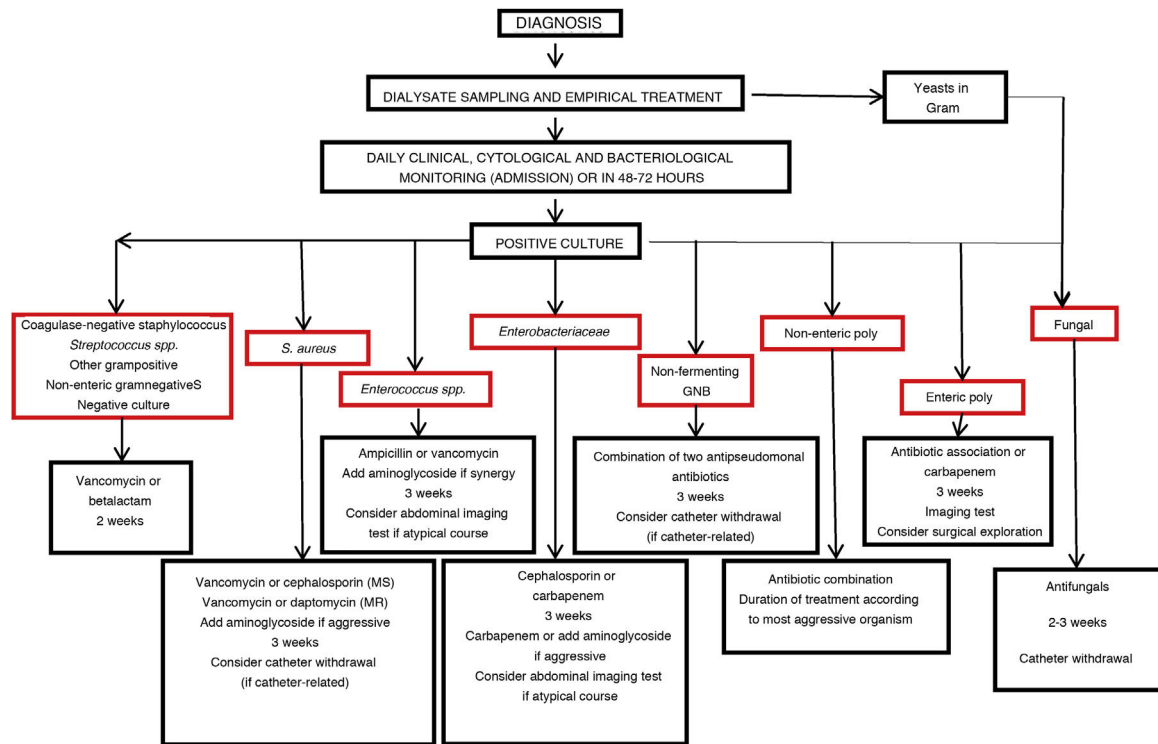 DIAGNOSIS
DIALYSATE SAMPLING AND EMPIRICAL TREATMENT
Yeasts in
Gram
DAILY CLINICAL, CYTOLOGICAL AND BACTERIOLOGICAL
MONITORING (ADMISSION) OR IN 48-72 HOURS
POSITIVE CULTURE
Coagulase-negative staphylococcus
Streptococcus spp.
Other grampositive
Non-enteric gramnegativeS
Negative culture
S. aureus
Enterococcus spp.
Enterobacteriaceae
Non-fermenting
GNB
Non-enteric poly
Enteric poly
Fungal
Vancomycin or
betalactam
2 weeks
Ampicillin or vancomycin
Add aminoglycoside if synergy
3 weeks
Consider abdominal imaging
test if atypical course
Combination of two antipseudomonal
antibiotics
3 weeks
Consider catheter withdrawal
(if catheter-related)
Antibiotic association or
carbapenem
3 weeks
Imaging test
Consider surgical exploration
Vancomycin or cephalosporin (MS)
Vancomycin or daptomycin (MR)
Add aminoglycoside if aggressive
3 weeks
Consider catheter withdrawal
(if catheter-related)
Cephalosporin or
carbapenem
3 weeks
Carbapenem or add aminoglycoside
if aggressive
Consider abdominal imaging test
if atypical course
Antibiotic combination
Duration of treatment according
to most aggressive organism
Antifungals
2-3 weeks
Catheter withdrawal